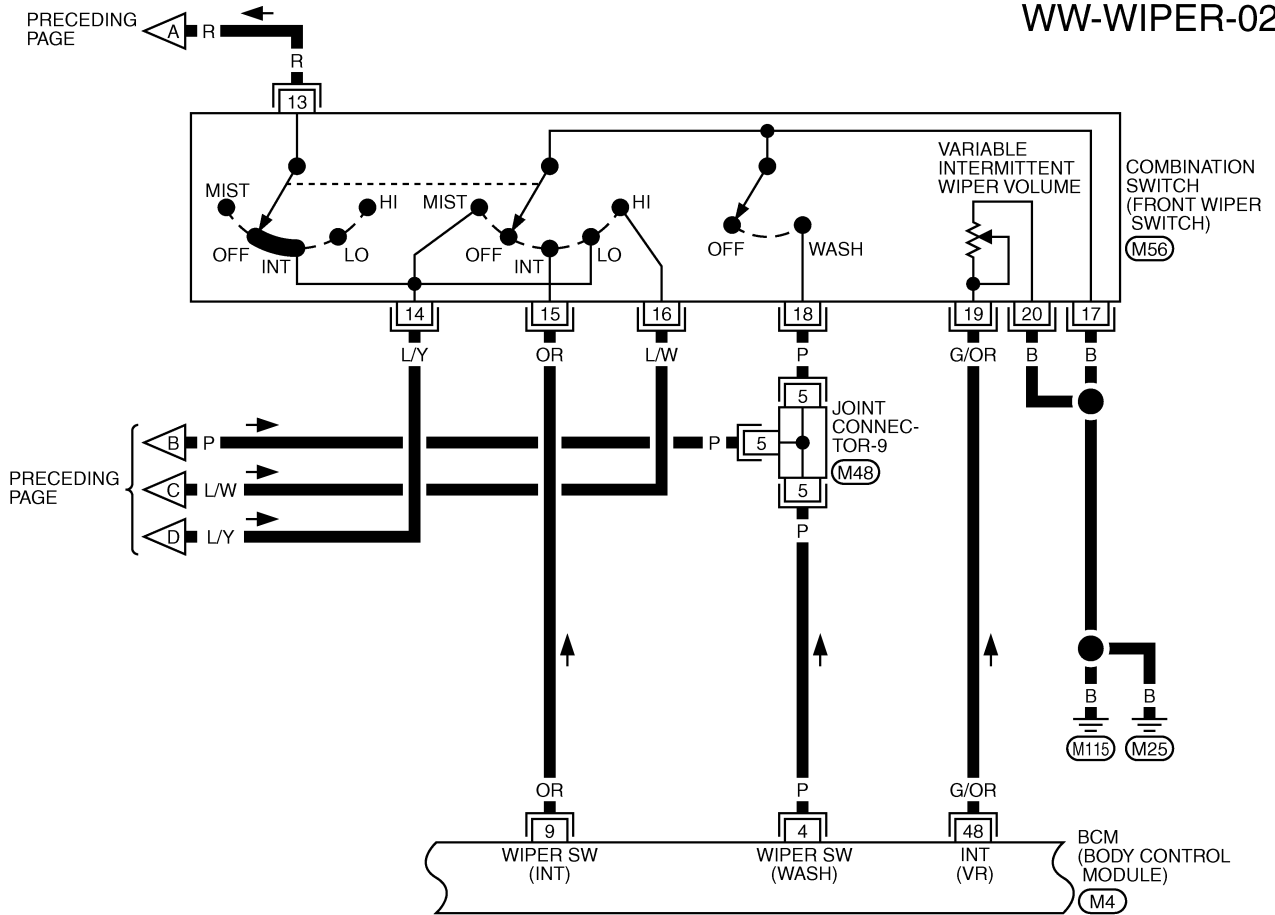 WW-WIPER-02
PRECEDING
PAGE
A
R
R
13
MIST
OFF
INT
LO
HI
MIST
OFF
INT
LO
HI
OFF
WASH
VARIABLE
INTERMITTENT
WIPER VOLUME
COMBINATION
SWITCH
(FRONT WIPER
SWITCH)
M56
14
15
16
18
19
20
17
L/Y
OR
L/W
P
G/OR
B
B
5
JOINT
CONNEC-
TOR-9
M48
PRECEDING
PAGE
B
P
P
5
C
L/W
5
D
L/Y
P
B
B
M115
M25
OR
P
G/OR
9
4
48
WIPER SW
(INT)
WIPER SW
(WASH)
INT
(VR)
BCM
(BODY CONTROL
MODULE)
M4